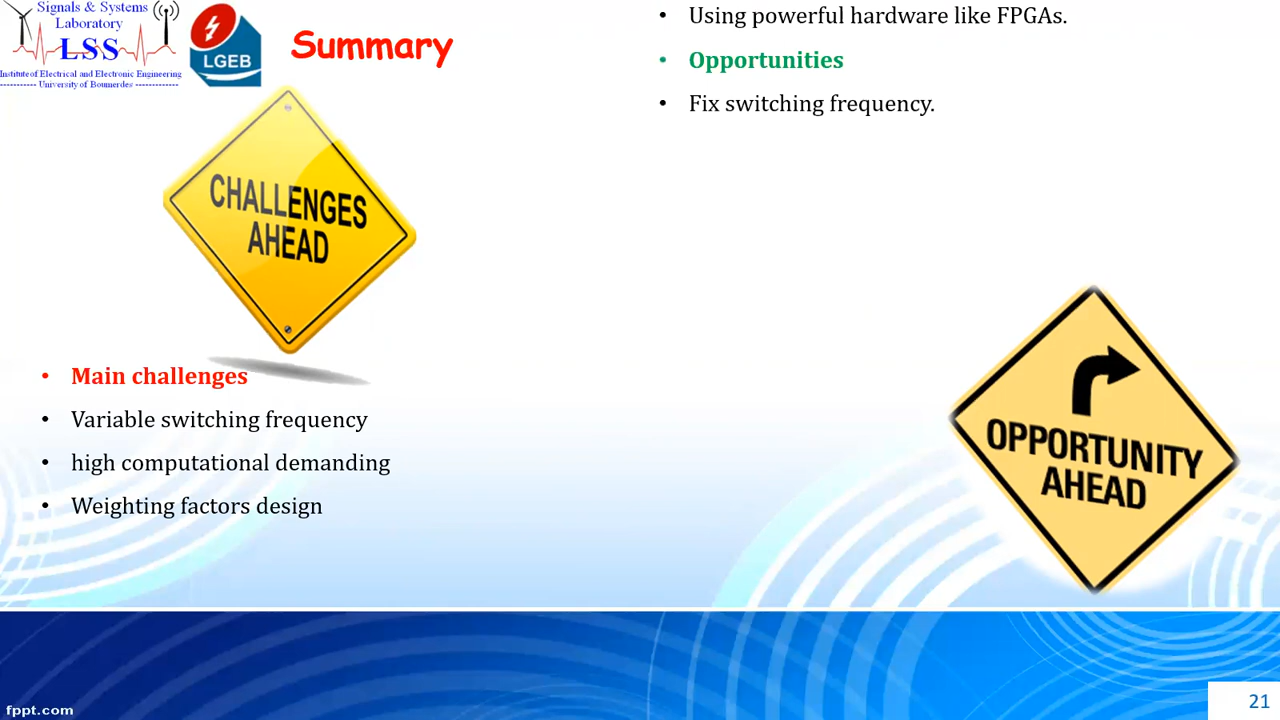 Signals & Systems
Laboratory
LSS
Institute of Electrical and Electronic Engineering
----------- University of Boumerdes -------------
LGEB
Summary
CHALLENGES
AHEAD
• Main challenges
• Variable switching frequency
• high computational demanding
• Weighting factors design
• Using powerful hardware like FPGAs.
• Opportunities
• Fix switching frequency.
OPPORTUNITY
AHEAD
fppt.com
21